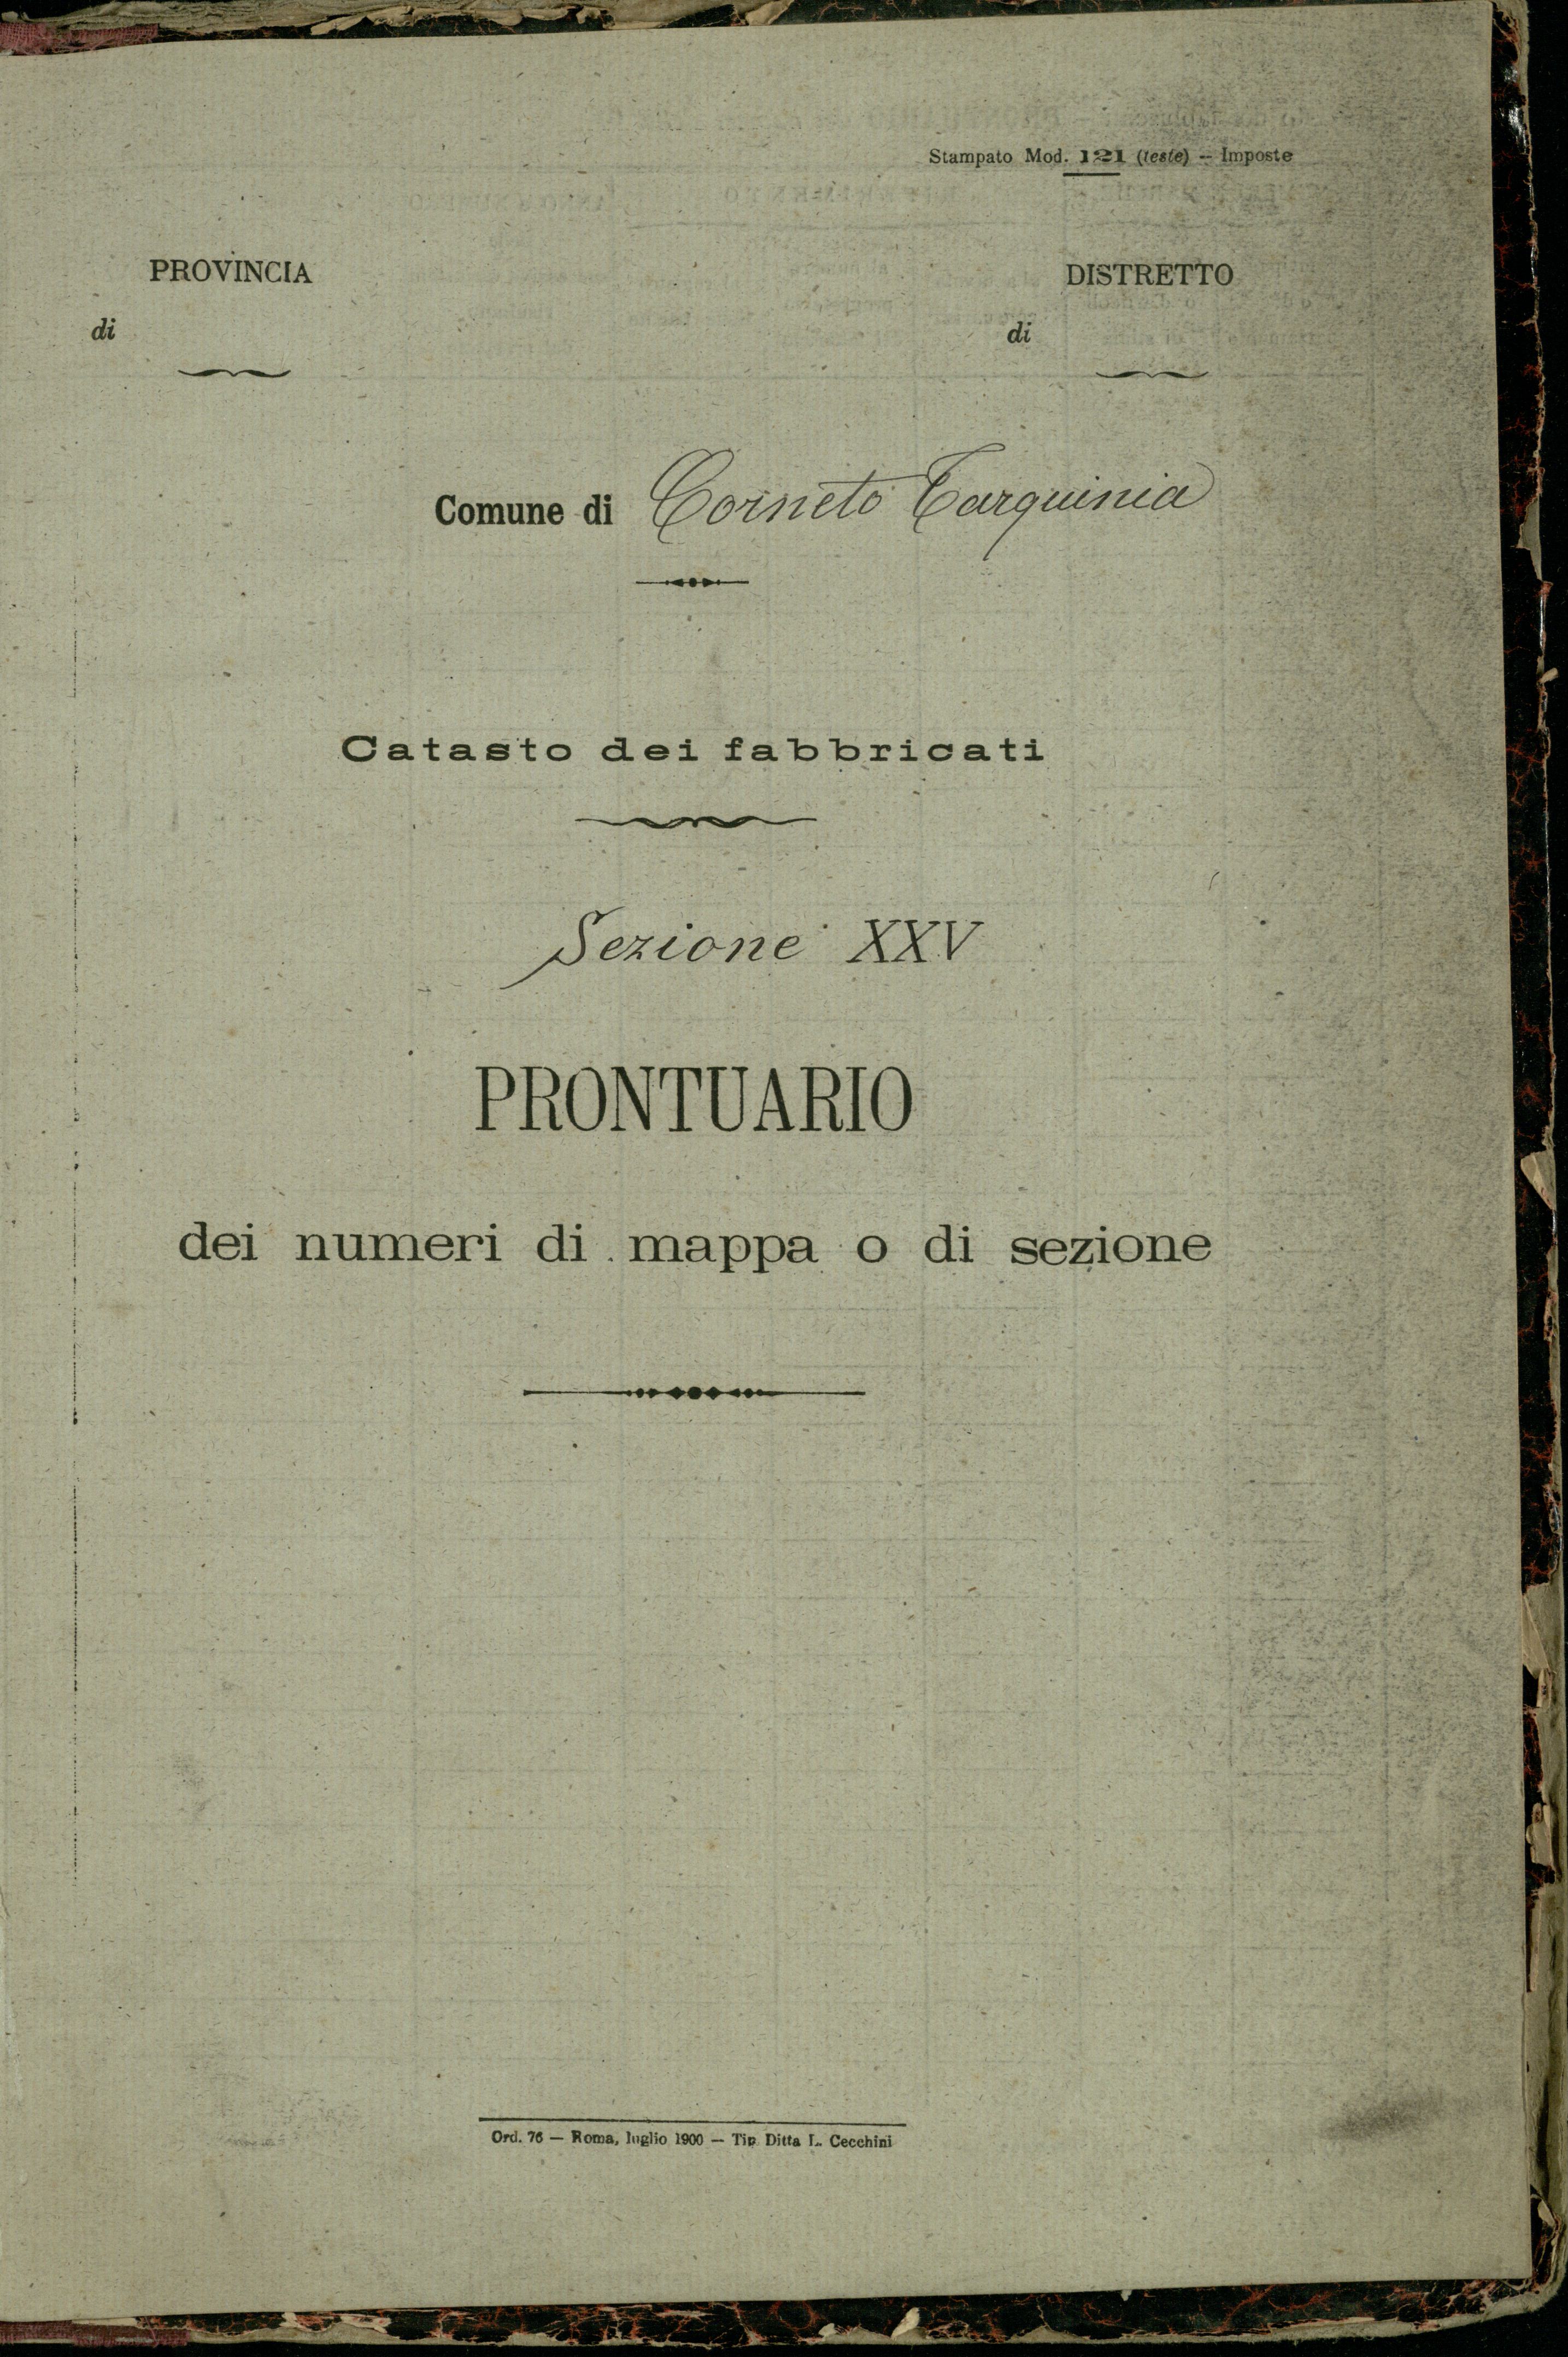 Stampato Mod. 121 (teste) – Imposte
PROVINCIA
di
DISTRETTO
di
Comune di Corneto Tarquinia
Catasto dei fabbricati
Sezione XXV
PRONTUARIO
dei numeri di mappa o di sezione
Ord. 76 — Roma, luglio 1900 — Tip. Ditta L. Cecchini